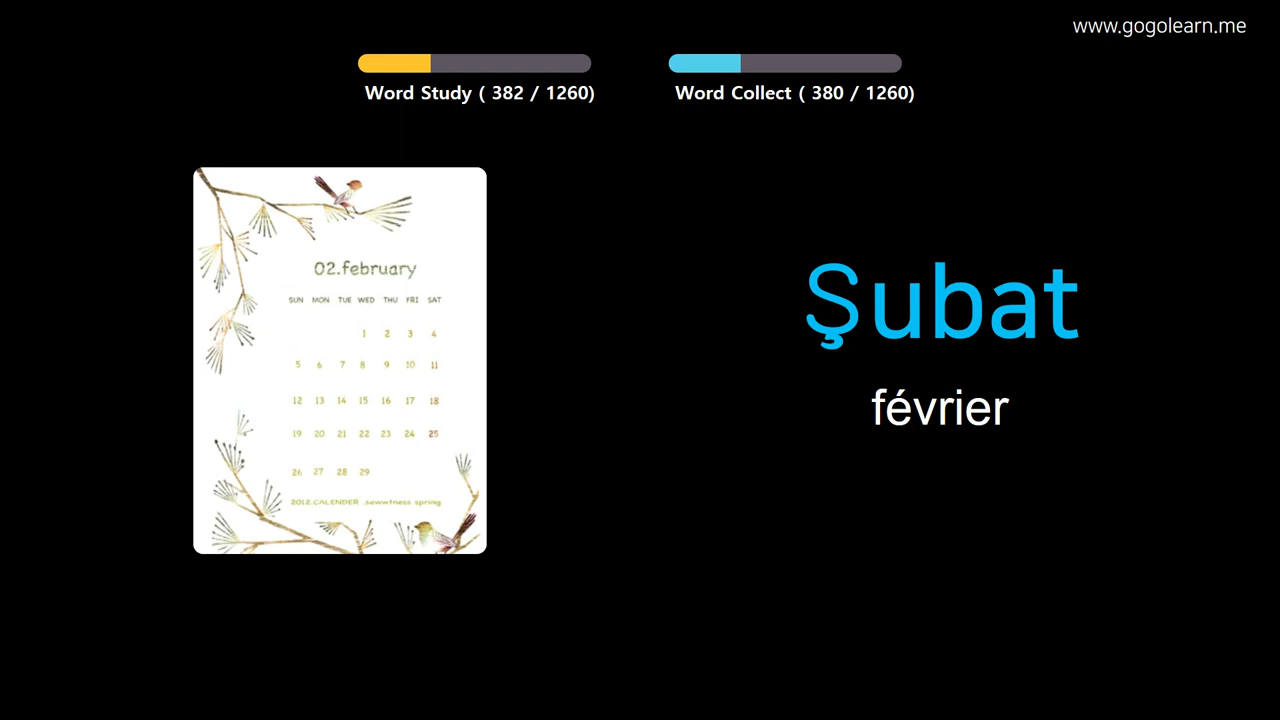 www.gogolearn.me
Word Study ( 382 / 1260)
Word Collect ( 380 / 1260)
02.february
SUN MON TUE WED THU FRI SAT
1 2 3 4
5 6 7 8 9 10 11
12 13 14 15 16 17 18
19 20 21 22 23 24 25
26 27 28 29
2012.CALENDER .sewwtness spring
Şubat
février